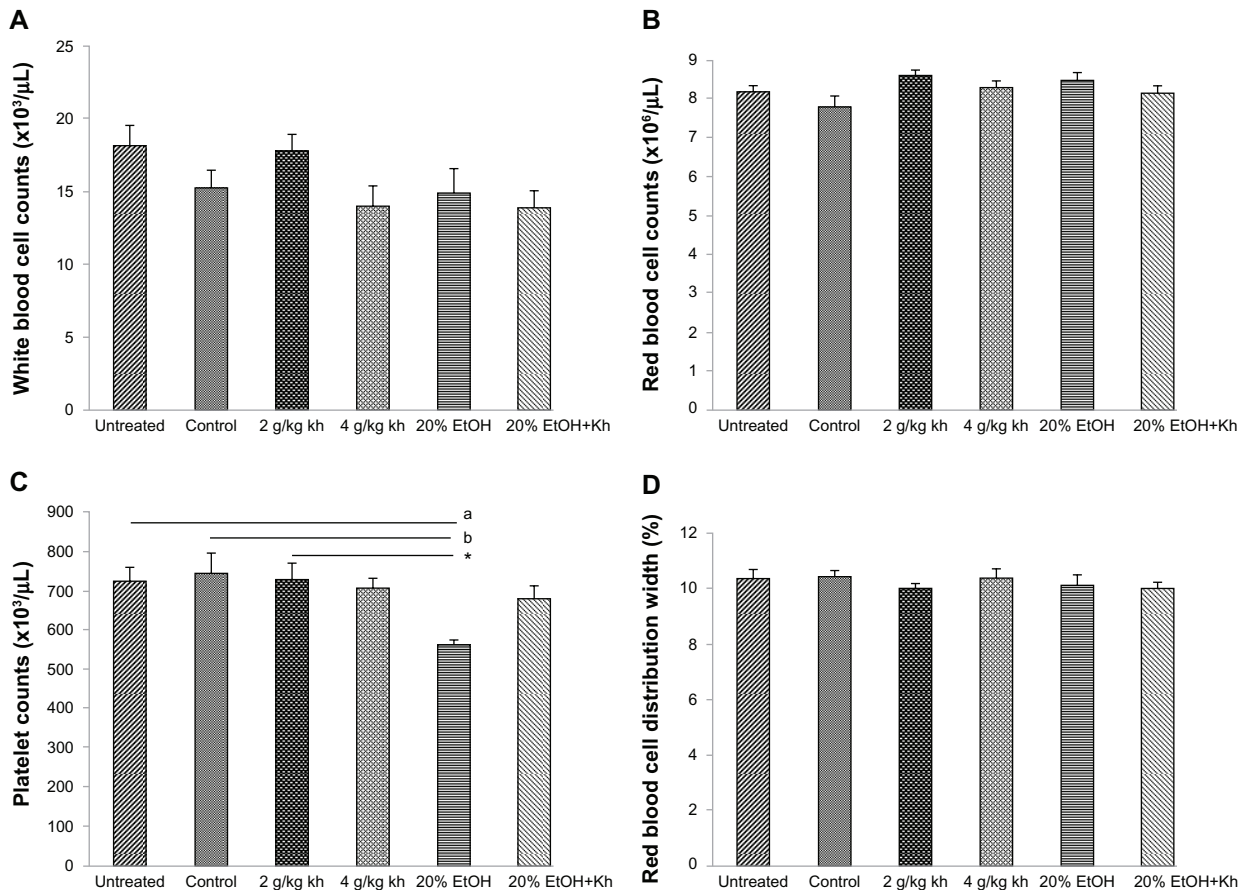 A
White blood cell counts (x10³/µL)
25
20
15
10
5
0
Untreated Control 2 g/kg kh 4 g/kg kh 20% EtOH 20% EtOH+Kh
B
Red blood cell counts (x10⁶/µL)
9
8
8
7
6
5
4
3
2
1
0
Untreated Control 2 g/kg kh 4 g/kg kh 20% EtOH 20% EtOH+Kh
C
Platelet counts (x10³/µL)
900
800
700
600
500
400
300
200
100
0
a
b
*
Untreated Control 2 g/kg kh 4 g/kg kh 20% EtOH 20% EtOH+Kh
D
Red blood cell distribution width (%)
12
10
8
6
4
2
0
Untreated Control 2 g/kg kh 4 g/kg kh 20% EtOH 20% EtOH+Kh